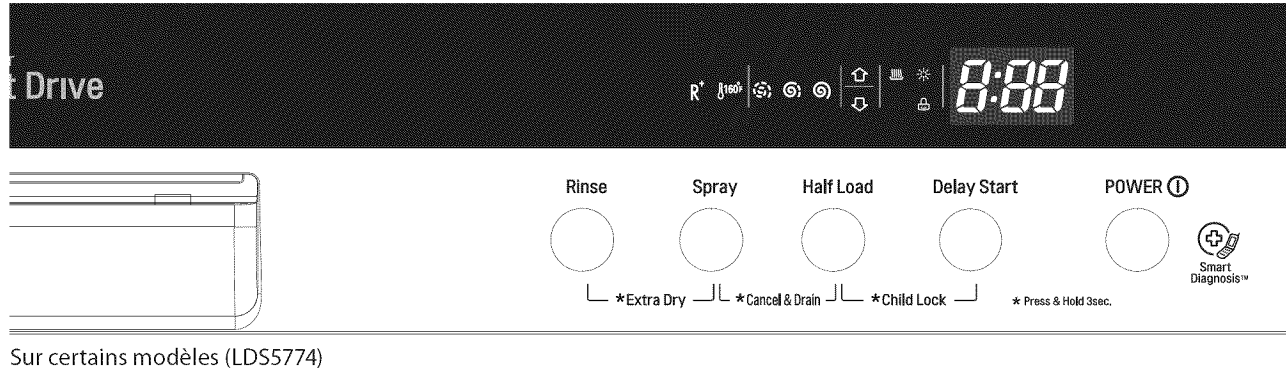 t Drive
R+ 160°F 8:88
Rinse Spray Half Load Delay Start POWER
*Extra Dry *Cancel & Drain *Child Lock * Press & Hold 3sec.
Smart
Diagnosis™
Sur certains modèles (LDS5774)